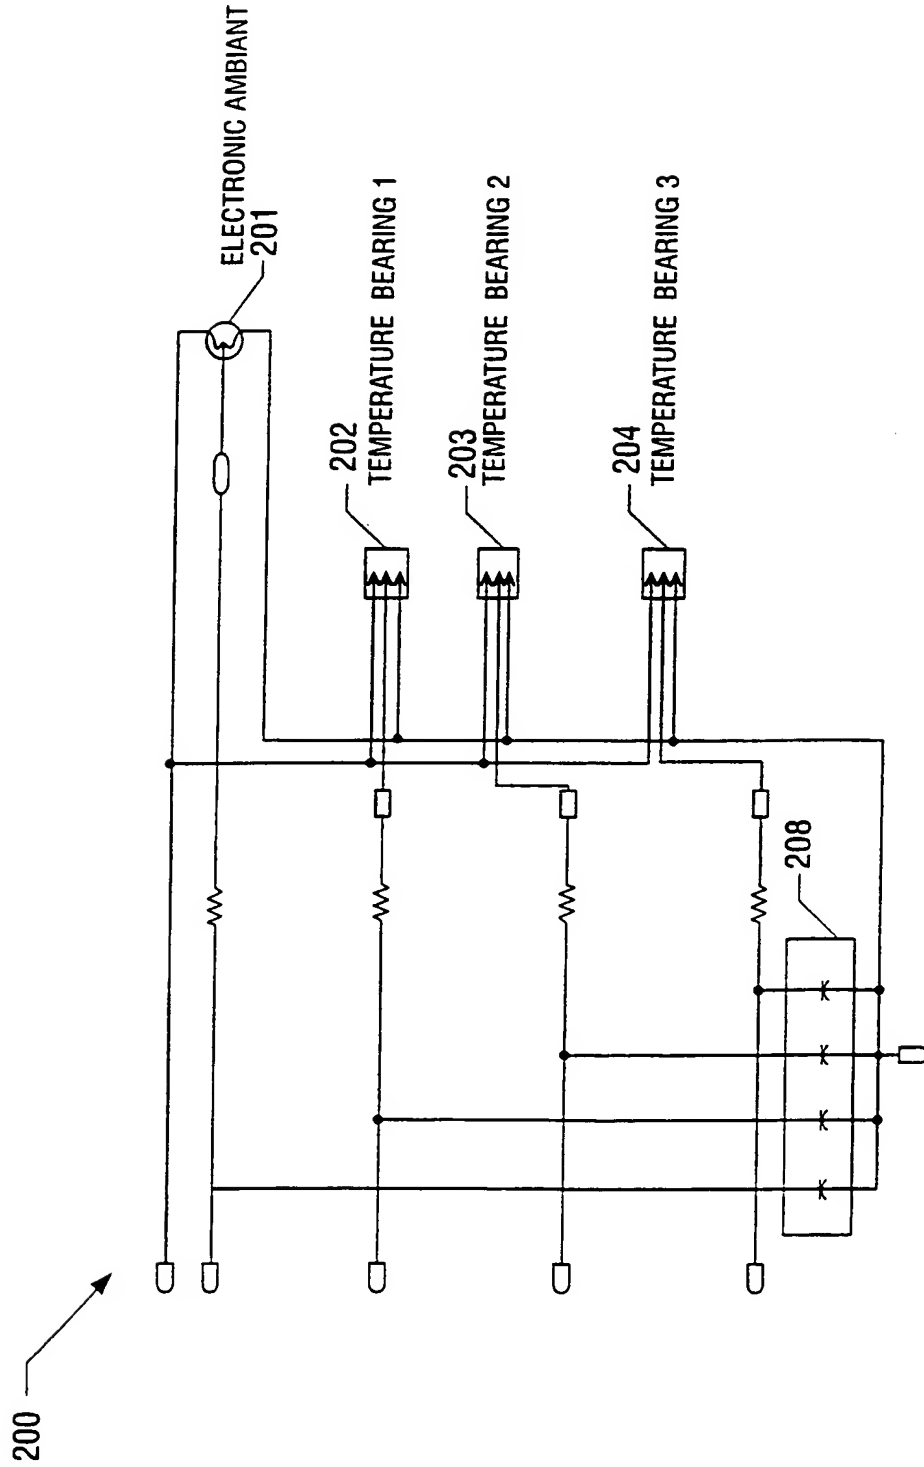 200
ELECTRONIC AMBIANT
201
202
TEMPERATURE BEARING 1
203
TEMPERATURE BEARING 2
204
TEMPERATURE BEARING 3
208